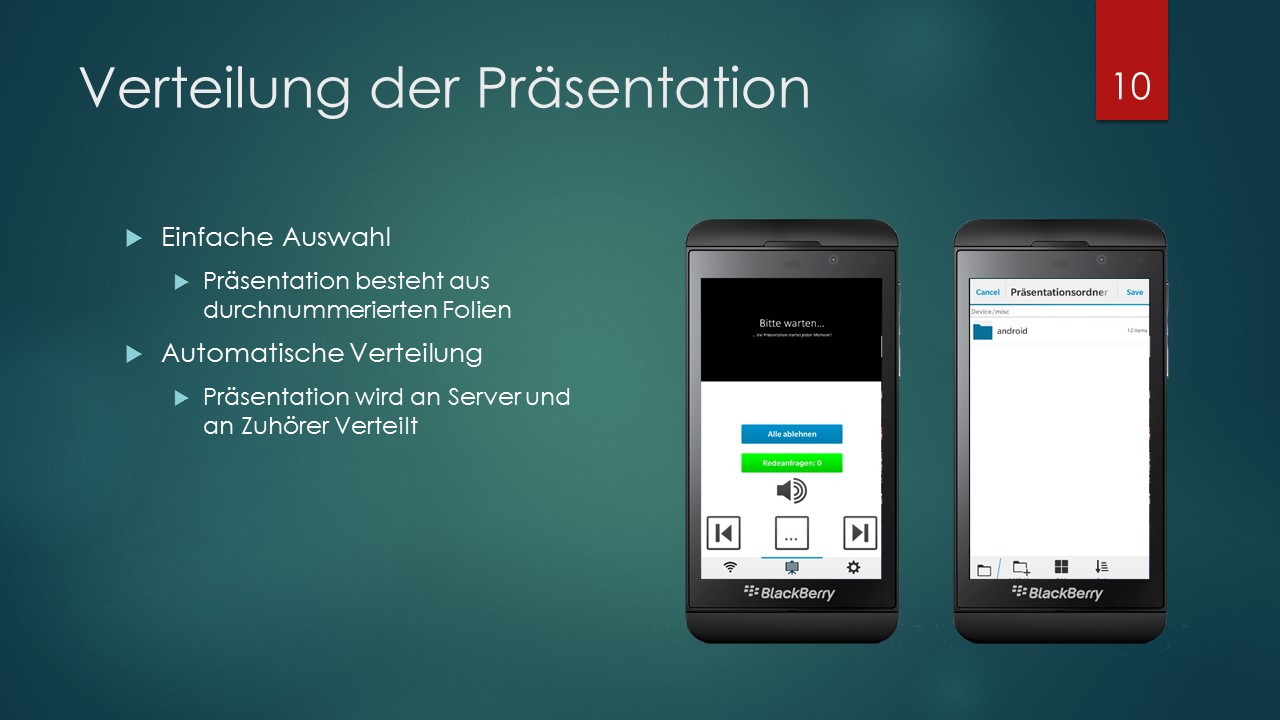 Verteilung der Präsentation
10
Einfache Auswahl
Präsentation besteht aus
durchnummerierten Folien
Automatische Verteilung
Präsentation wird an Server und
an Zuhörer Verteilt
Bitte warten...
... die Präsentation startet jeden Moment!
Alle ablehnen
Redeanfragen: 0
...
BlackBerry
Cancel Präsentationsordner Save
Device/misc
android 12 items
BlackBerry